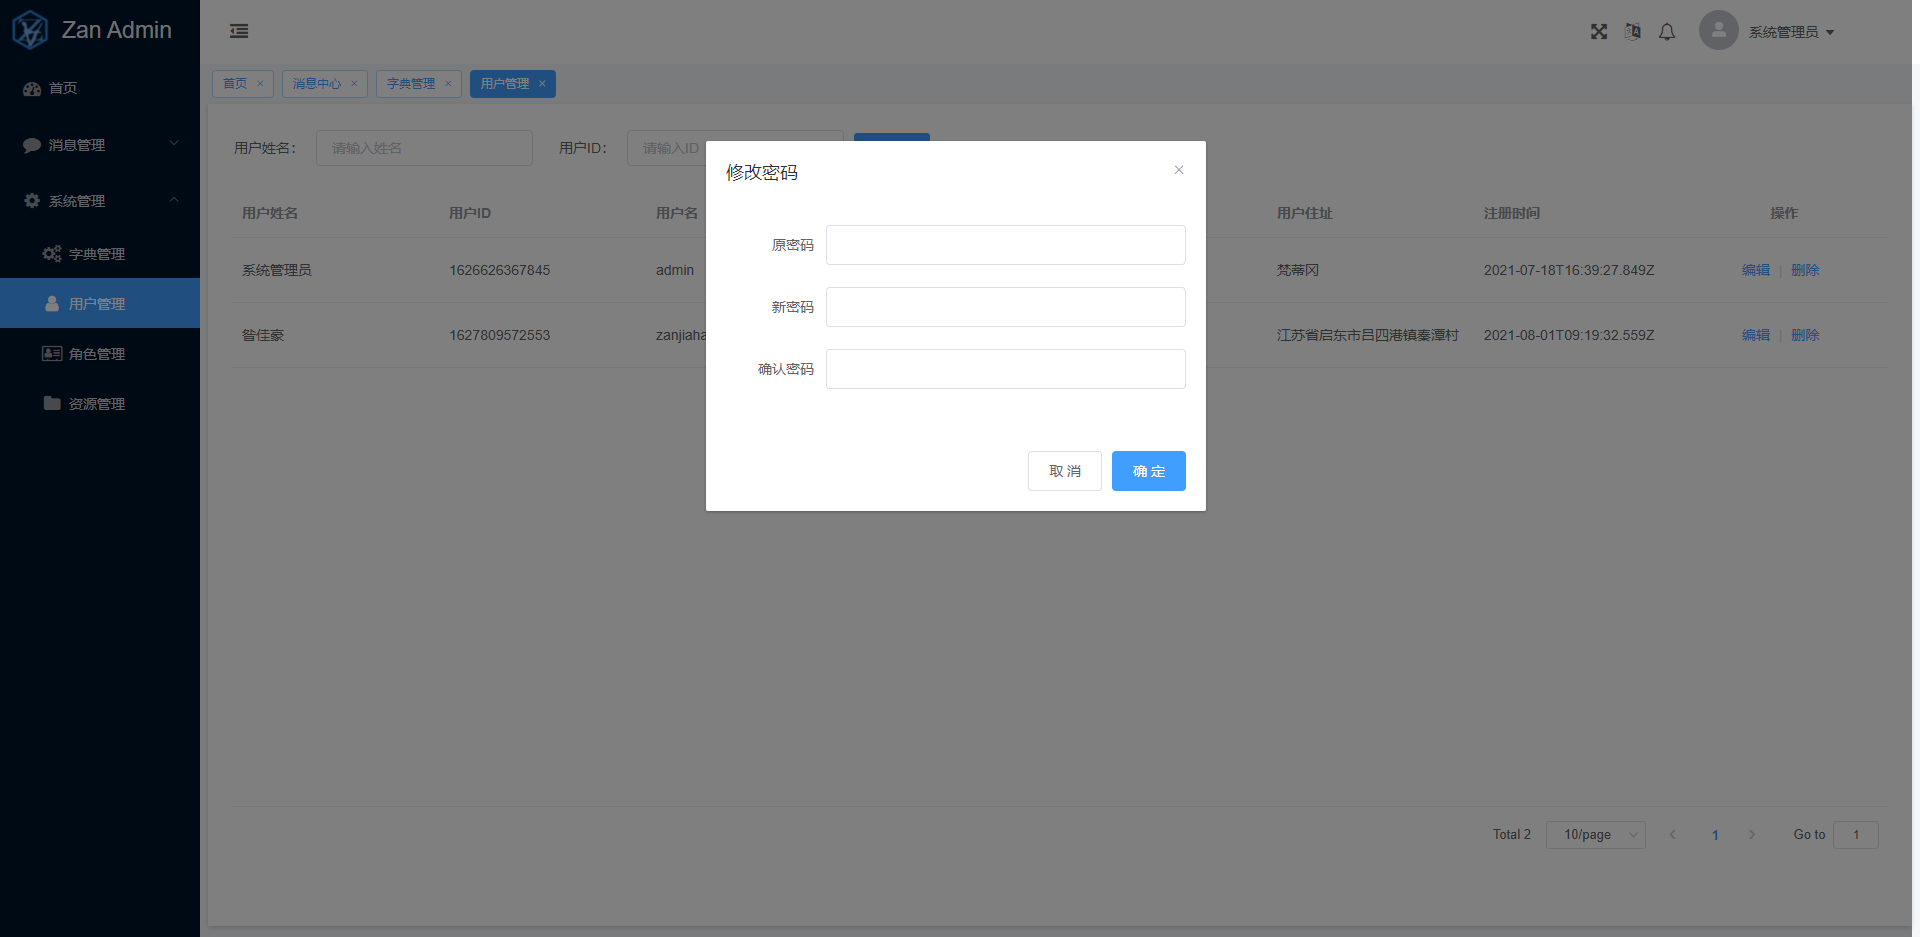 Zan Admin
系统管理员
首页
消息管理
系统管理
字典管理
用户管理
角色管理
资源管理
首页 × 消息中心 × 字典管理 × 用户管理 ×
用户姓名： 请输入姓名 用户ID： 请输入ID
修改密码 ×
原密码
新密码
确认密码
取 消 确 定
用户姓名 用户ID 用户名 用户住址 注册时间 操作
系统管理员 1626626367845 admin 梵蒂冈 2021-07-18T16:39:27.849Z 编辑 | 删除
昝佳豪 1627809572553 zanjiaha 江苏省启东市吕四港镇秦潭村 2021-08-01T09:19:32.559Z 编辑 | 删除
Total 2 10/page 1 Go to 1